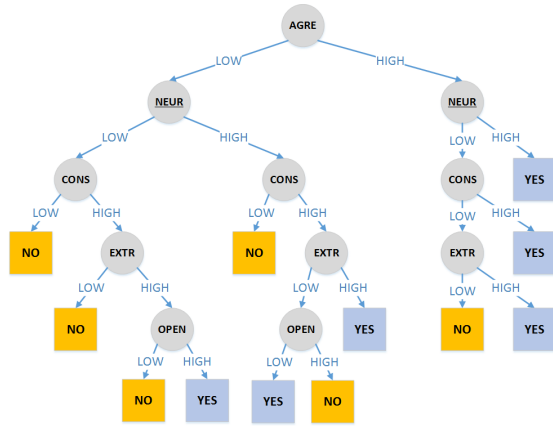 AGRE
LOW HIGH
NEUR NEUR
LOW HIGH LOW HIGH
CONS CONS CONS YES
LOW HIGH LOW HIGH LOW HIGH
NO EXTR NO EXTR EXTR YES
LOW HIGH LOW HIGH LOW HIGH
NO OPEN OPEN YES NO YES
LOW HIGH LOW HIGH
NO YES YES NO